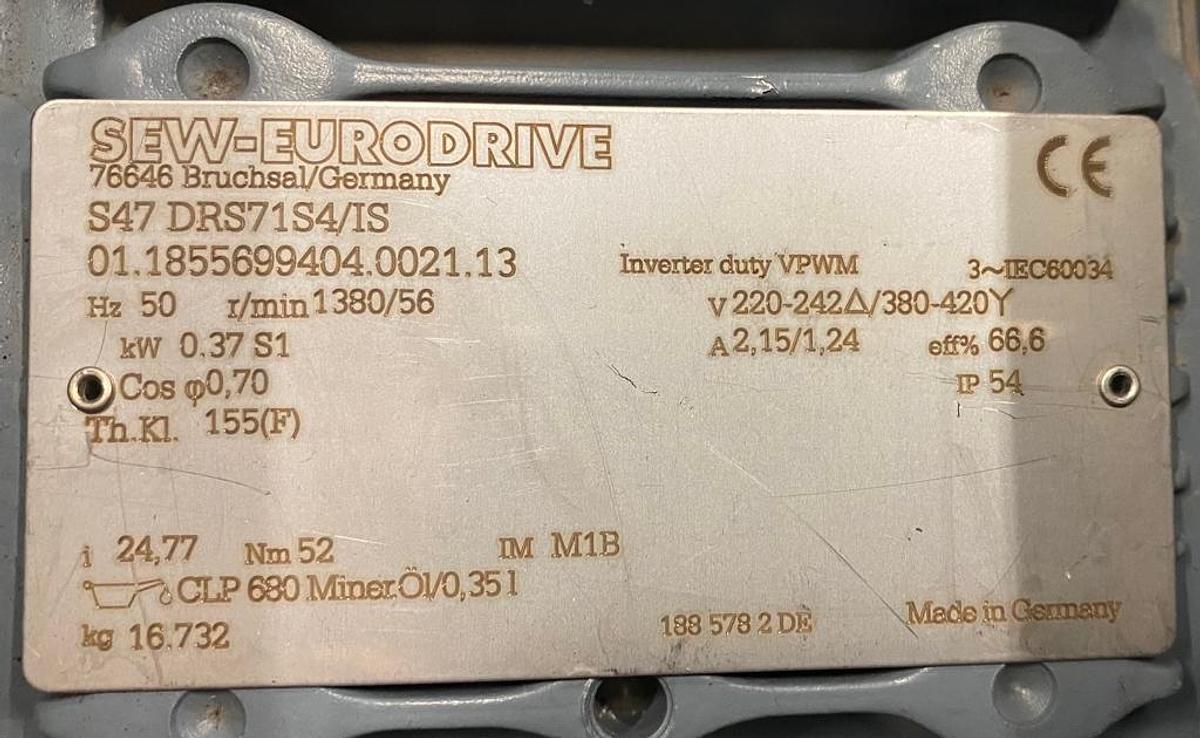 SEW-EURODRIVE
76646 Bruchsal/Germany
CE
S47 DRS71S4/IS
01.1855699404.0021.13
Inverter duty VPWM 3~IEC60034
Hz 50 r/min 1380/56 V 220-242Δ/380-420Y
kW 0.37 S1 A 2,15/1,24 eff% 66,6
Cos φ 0,70 IP 54
Th.Kl. 155(F)
i 24,77 Nm 52 IM M1B
CLP 680 Miner.Öl/0,35 l
kg 16.732 188 578 2 DE Made in Germany